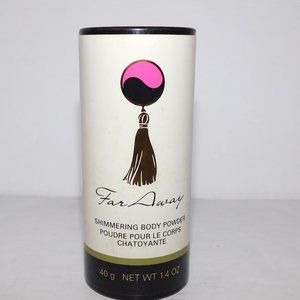 Far Away
SHIMMERING BODY POWDER
POUDRE POUR LE CORPS
CHATOYANTE
40 g NET WT 1.4 OZ